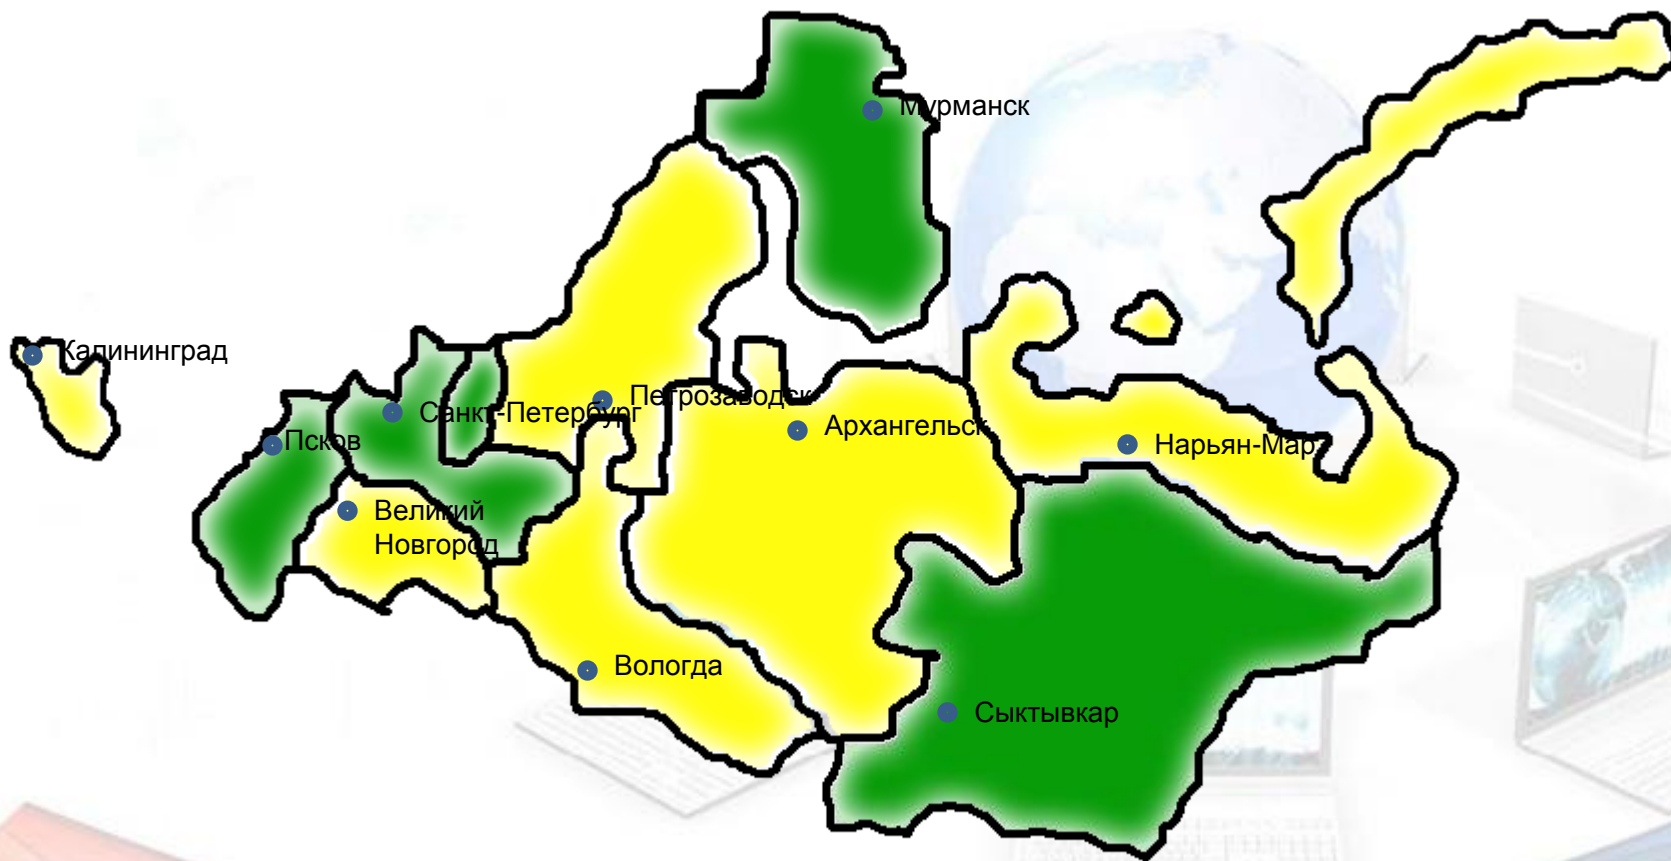 Мурманск
Калининград
Петрозаводск
Санкт-Петербург
Архангельск
Псков
Нарьян-Мар
Великий
Новгород
Вологда
Сыктывкар